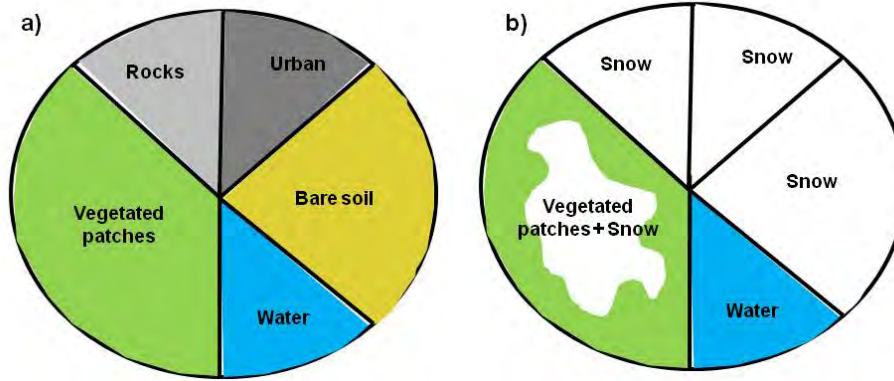 a)
Rocks
Urban
Vegetated
patches
Bare soil
Water
b)
Snow
Snow
Snow
Vegetated
patches+Snow
Water